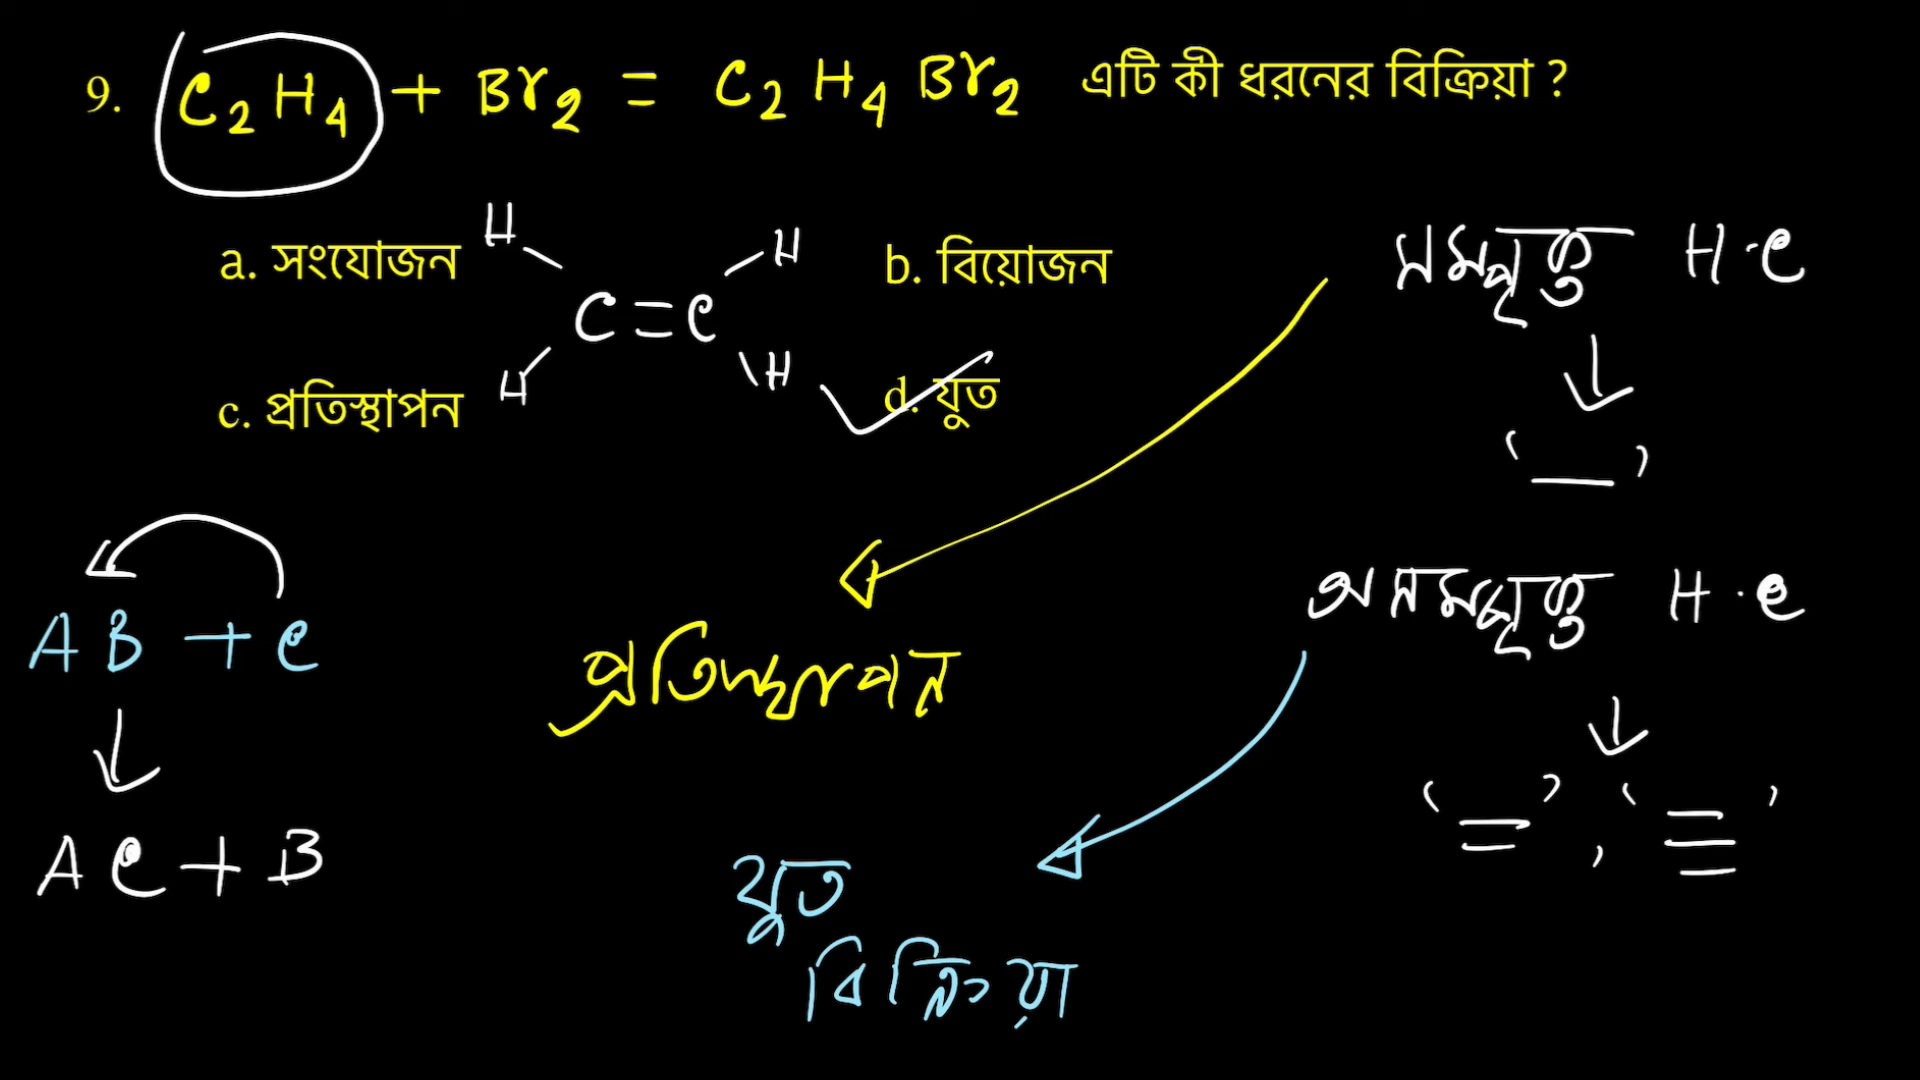 9. C2H4 + Br2 = C2H4Br2 এটি কী ধরনের বিক্রিয়া ?
a. সংযোজন
b. বিয়োজন
c. প্রতিস্থাপন
d. যুত
H H
C=C
H H
সম্পৃক্ত H.C
↓
‘—’
অসম্পৃক্ত H.C
↓
‘=’, ‘≡’
AB + C
↓
AC + B
প্রতিস্থাপন
যুত
বিক্রিয়া